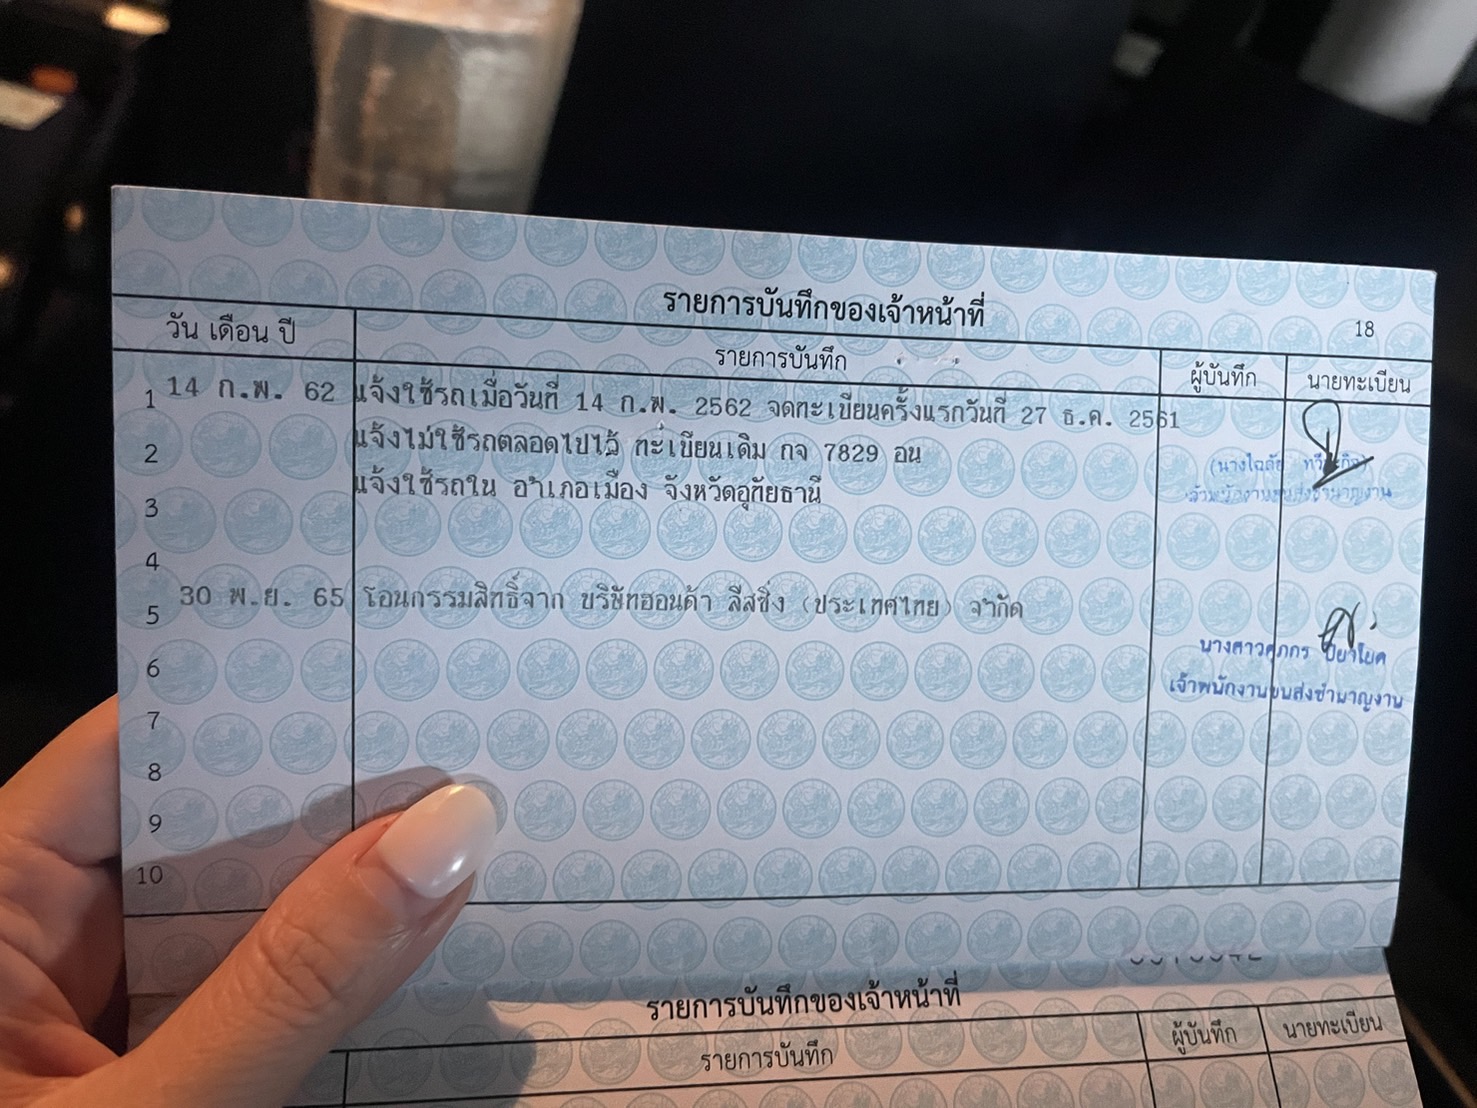 รายการบันทึกของเจ้าหน้าที่
18
วัน เดือน ปี รายการบันทึก ผู้บันทึก นายทะเบียน
1 14 ก.พ. 62 แจ้งใช้รถเมื่อวันที่ 14 ก.พ. 2562 จดทะเบียนครั้งแรกวันที่ 27 ธ.ค. 2561
2 แจ้งไม่ใช้รถตลอดไปไว้ ทะเบียนเดิม กจ 7829 อน
3 แจ้งใช้รถใน อำเภอเมือง จังหวัดอุทัยธานี
4
5 30 พ.ย. 65 โอนกรรมสิทธิ์จาก บริษัทฮอนด้า ลีสซิ่ง (ประเทศไทย) จำกัด
นางสาวศุภกร ปิยาโยค
เจ้าพนักงานขนส่งชำนาญงาน
6
7
8
9
10
รายการบันทึกของเจ้าหน้าที่
รายการบันทึก ผู้บันทึก นายทะเบียน